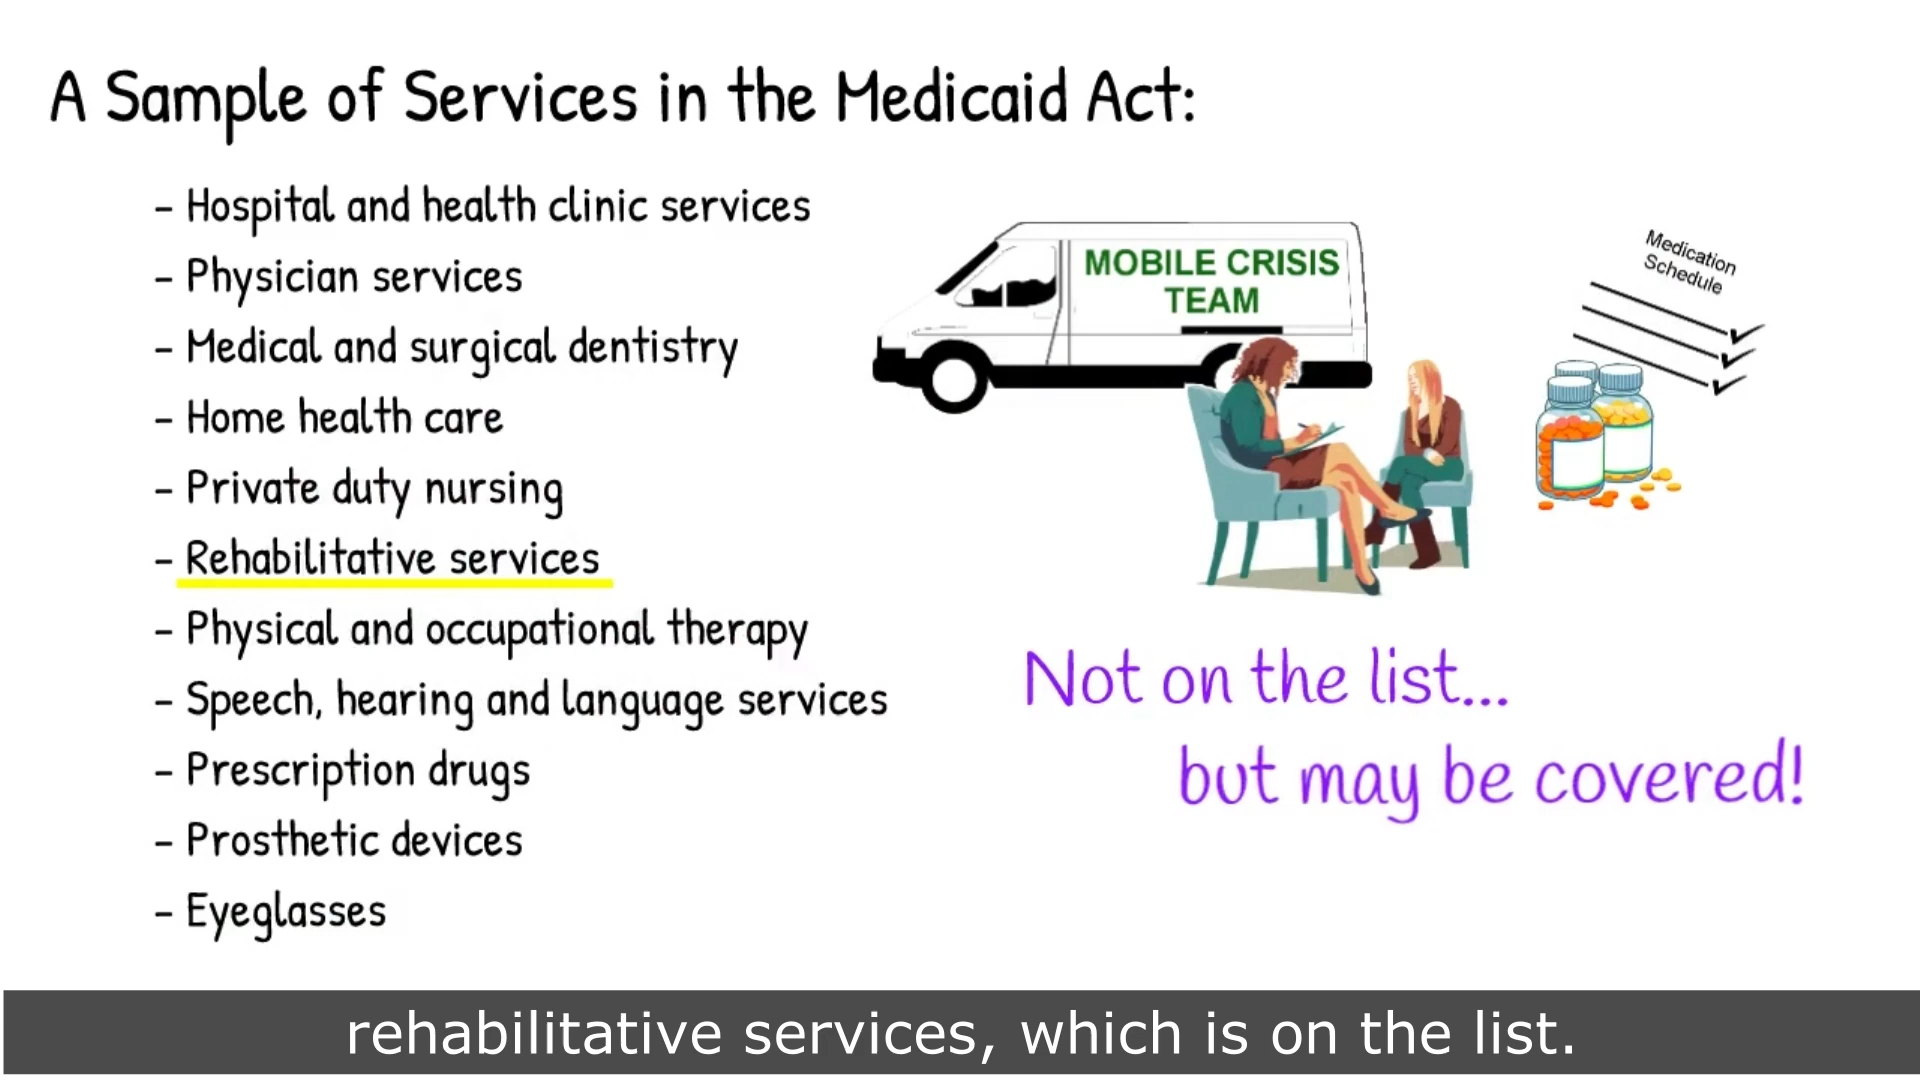 A Sample of Services in the Medicaid Act:
- Hospital and health clinic services
- Physician services
- Medical and surgical dentistry
- Home health care
- Private duty nursing
- Rehabilitative services
- Physical and occupational therapy
- Speech, hearing and language services
- Prescription drugs
- Prosthetic devices
- Eyeglasses
MOBILE CRISIS
TEAM
Medication
Schedule
Not on the list...
but may be covered!
rehabilitative services, which is on the list.